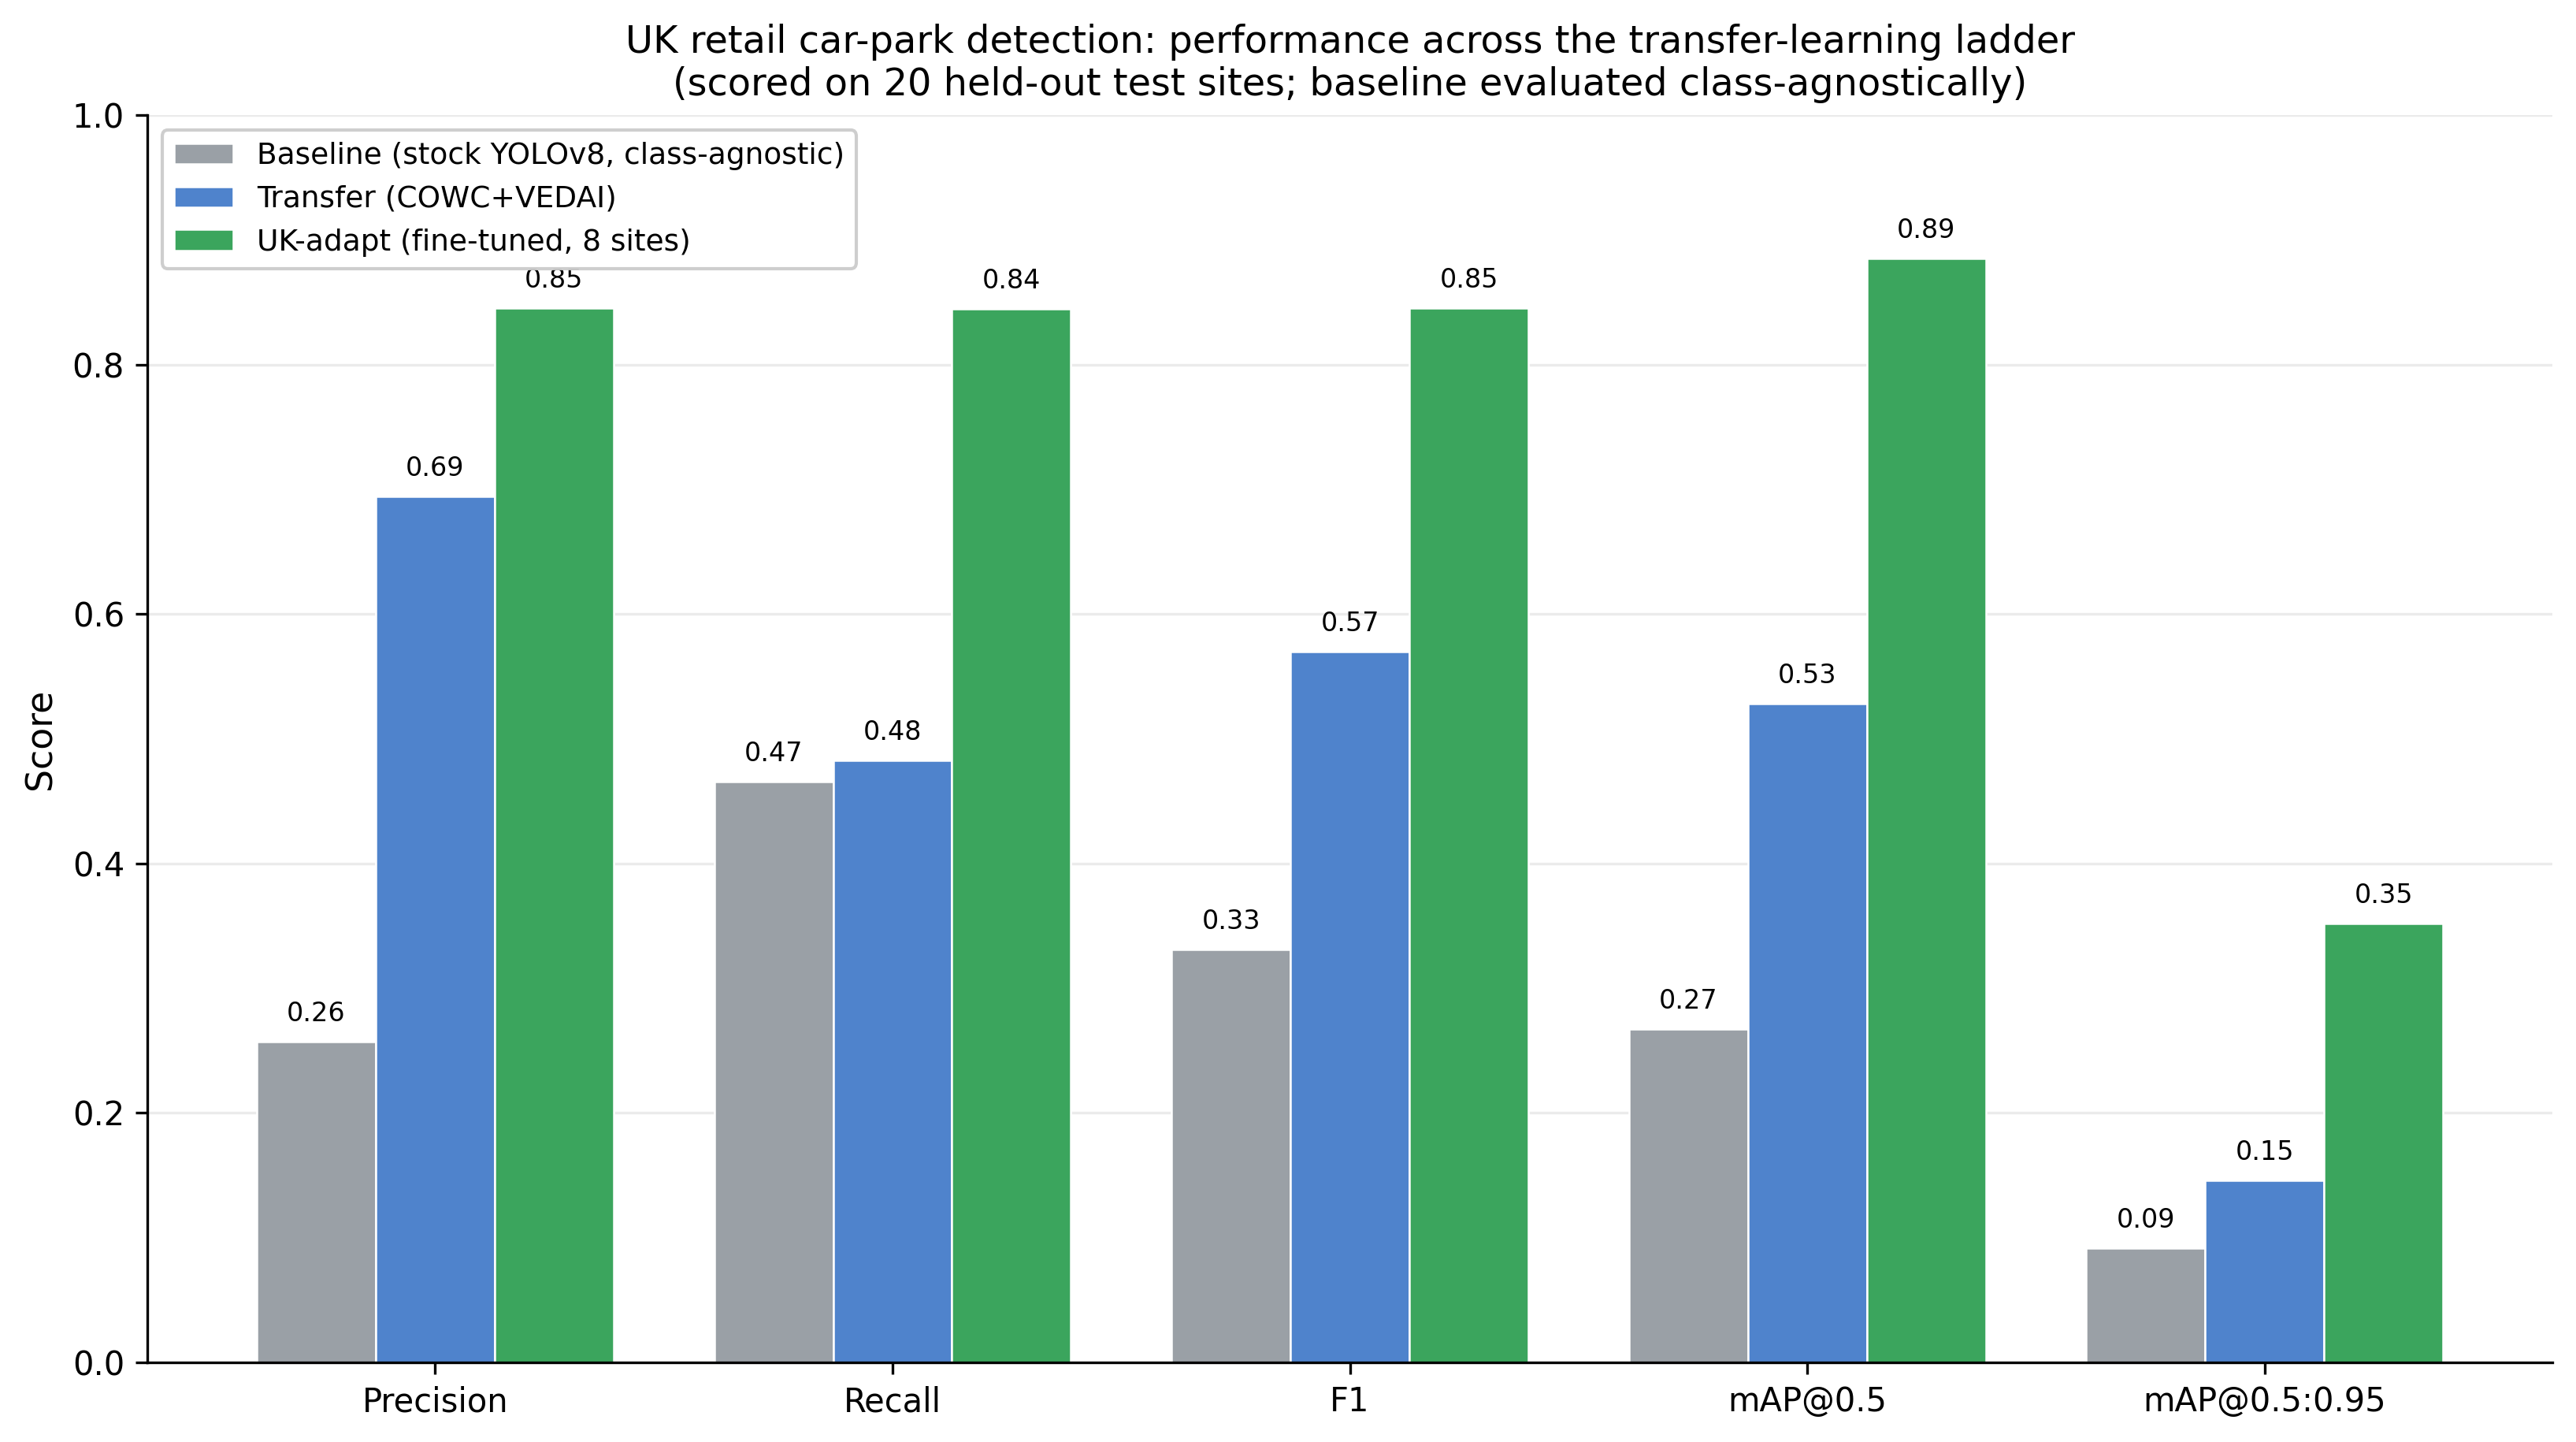 UK retail car-park detection: performance across the transfer-learning ladder
(scored on 20 held-out test sites; baseline evaluated class-agnostically)
Baseline (stock YOLOv8, class-agnostic)
Transfer (COWC+VEDAI)
UK-adapt (fine-tuned, 8 sites)
Score
1.0
0.8
0.6
0.4
0.2
0.0
0.26
0.69
0.85
0.47
0.48
0.84
0.33
0.57
0.85
0.27
0.53
0.89
0.09
0.15
0.35
Precision
Recall
F1
mAP@0.5
mAP@0.5:0.95